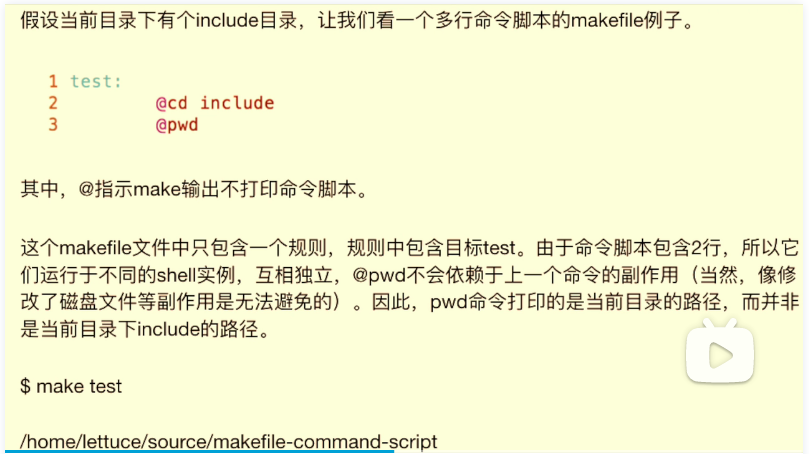 假设当前目录下有个include目录，让我们看一个多行命令脚本的makefile例子。
1 test:
2 @cd include
3 @pwd
其中，@指示make输出不打印命令脚本。
这个makefile文件中只包含一个规则，规则中包含目标test。由于命令脚本包含2行，所以它
们运行于不同的shell实例，互相独立，@pwd不会依赖于上一个命令的副作用（当然，像修
改了磁盘文件等副作用是无法避免的）。因此，pwd命令打印的是当前目录的路径，而并非
是当前目录下include的路径。
$ make test
/home/lettuce/source/makefile-command-script